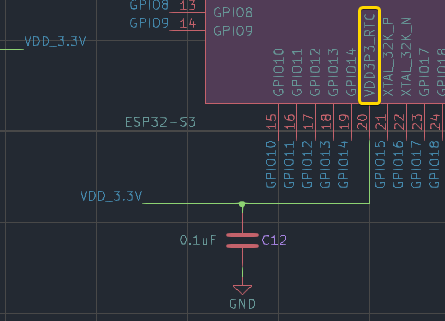 GPIO8 13 GPIO8
GPIO9 14 GPIO9
VDD_3.3V
GPIO10
GPIO11
GPIO12
GPIO13
GPIO14
VDD3P3_RTC
XTAL_32K_P
XTAL_32K_N
GPIO17
GPIO18
ESP32-S3
15 16 17 18 19 20 21 22 23 24
GPIO10
GPIO11
GPIO12
GPIO13
GPIO14
GPIO15
GPIO16
GPIO17
GPIO18
VDD_3.3V
0.1uF C12
GND